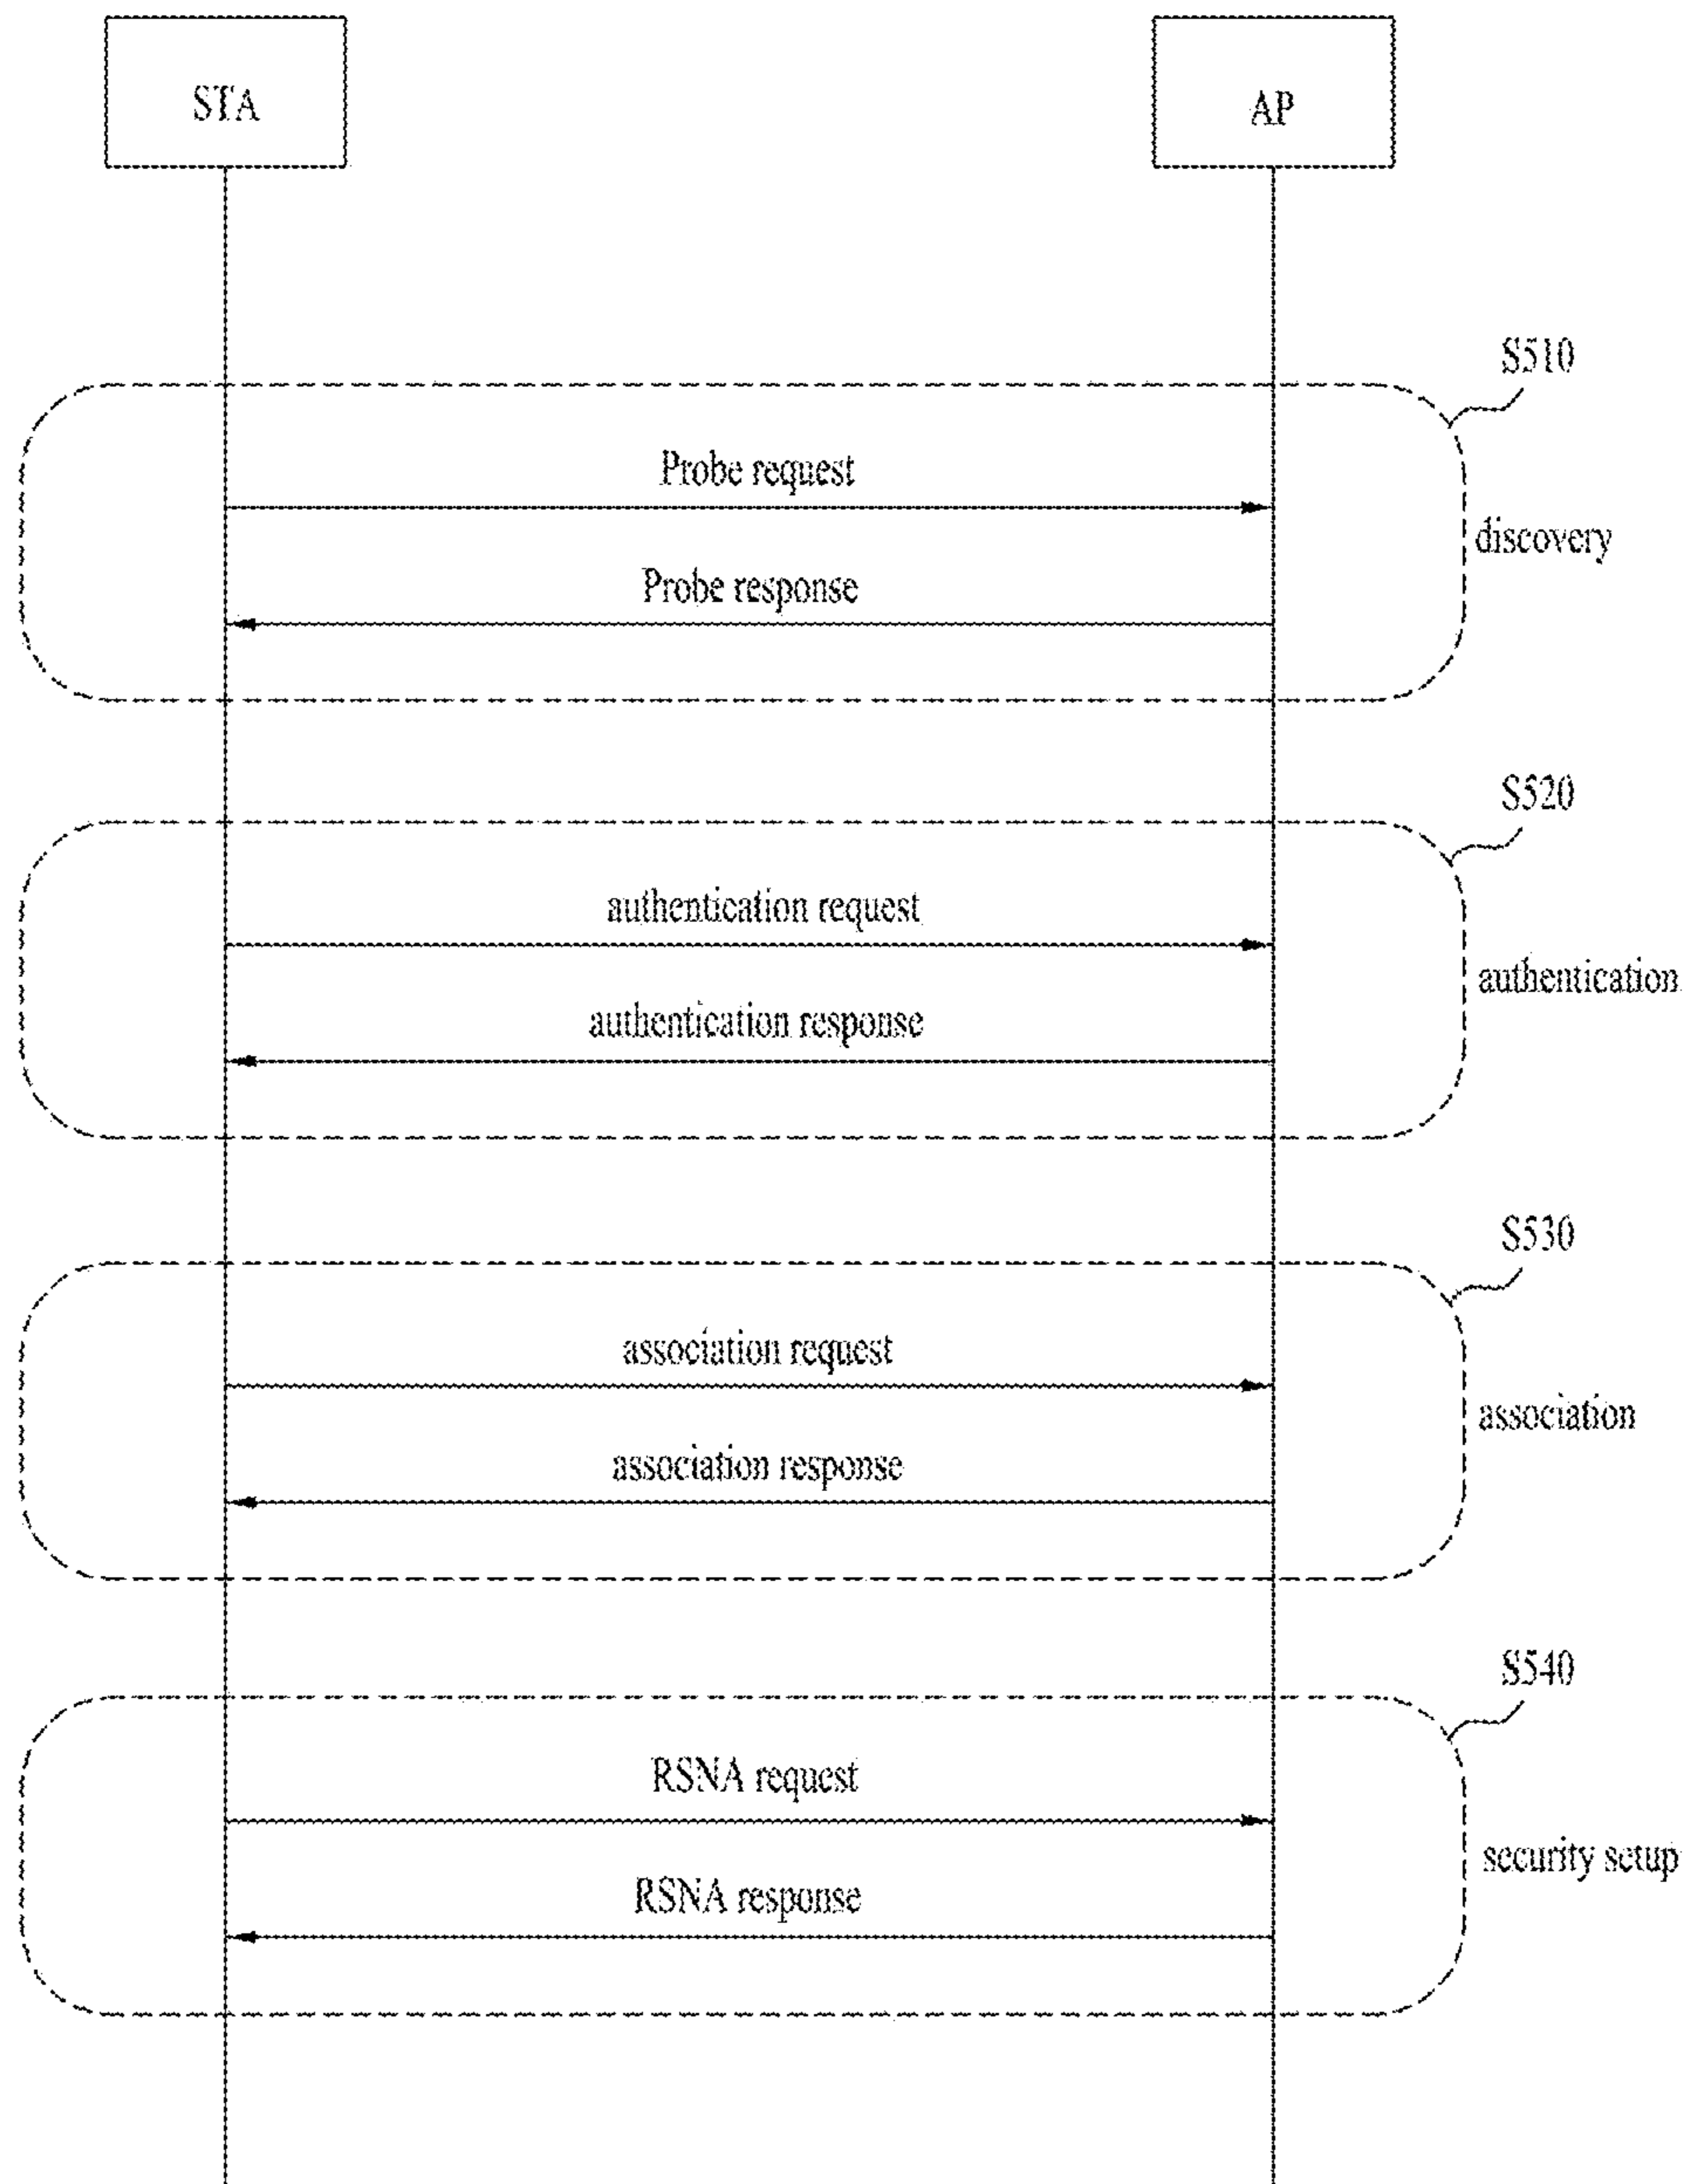 STA
AP
S510
Probe request
discovery
Probe response
S520
authentication request
authentication
authentication response
S530
association request
association
association response
S540
RSNA request
security setup
RSNA response